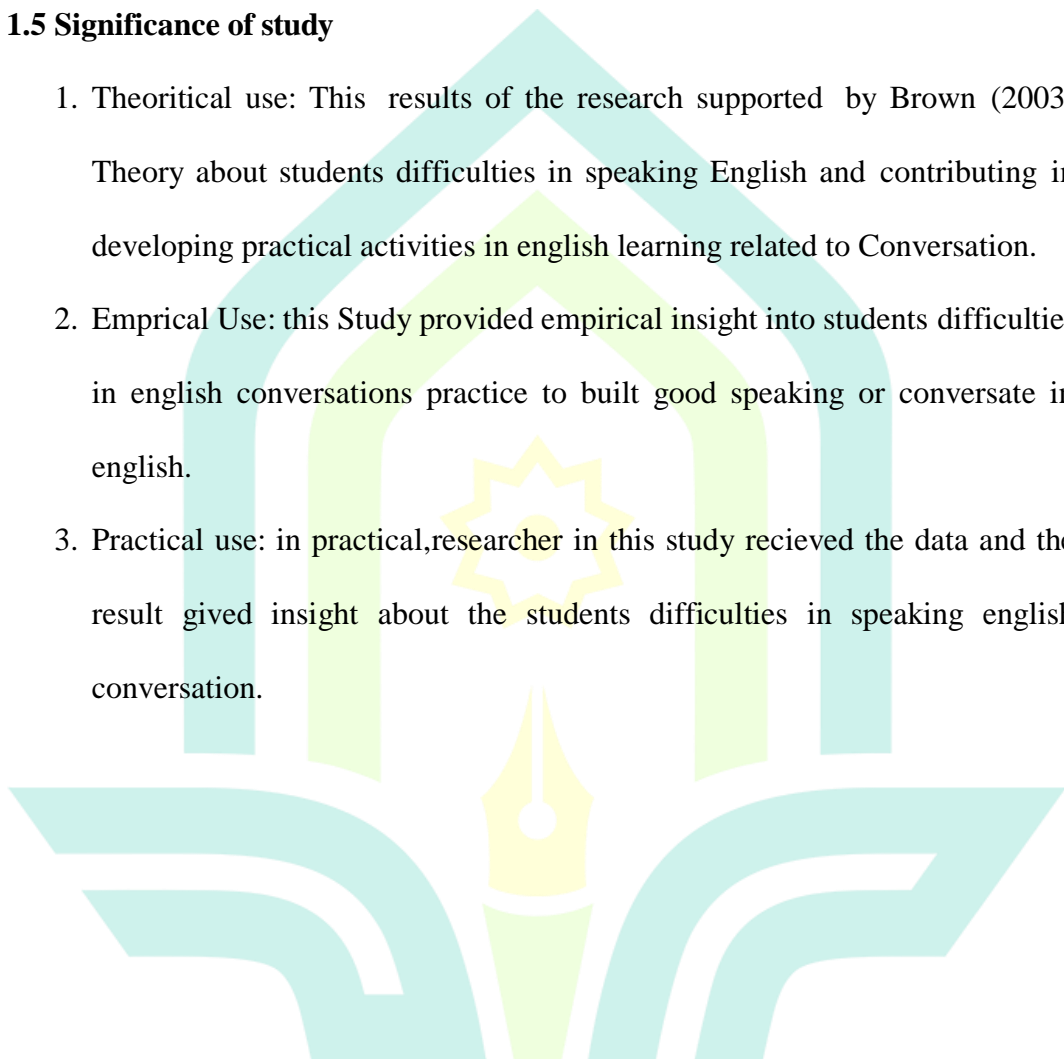 1.5 Significance of study
1. Theoritical use: This results of the research supported by Brown (2003
Theory about students difficulties in speaking English and contributing i
developing practical activities in english learning related to Conversation.
2. Emprical Use: this Study provided empirical insight into students difficultie
in english conversations practice to built good speaking or conversate i
english.
3. Practical use: in practical,researcher in this study recieved the data and the
result gived insight about the students difficulties in speaking english
conversation.